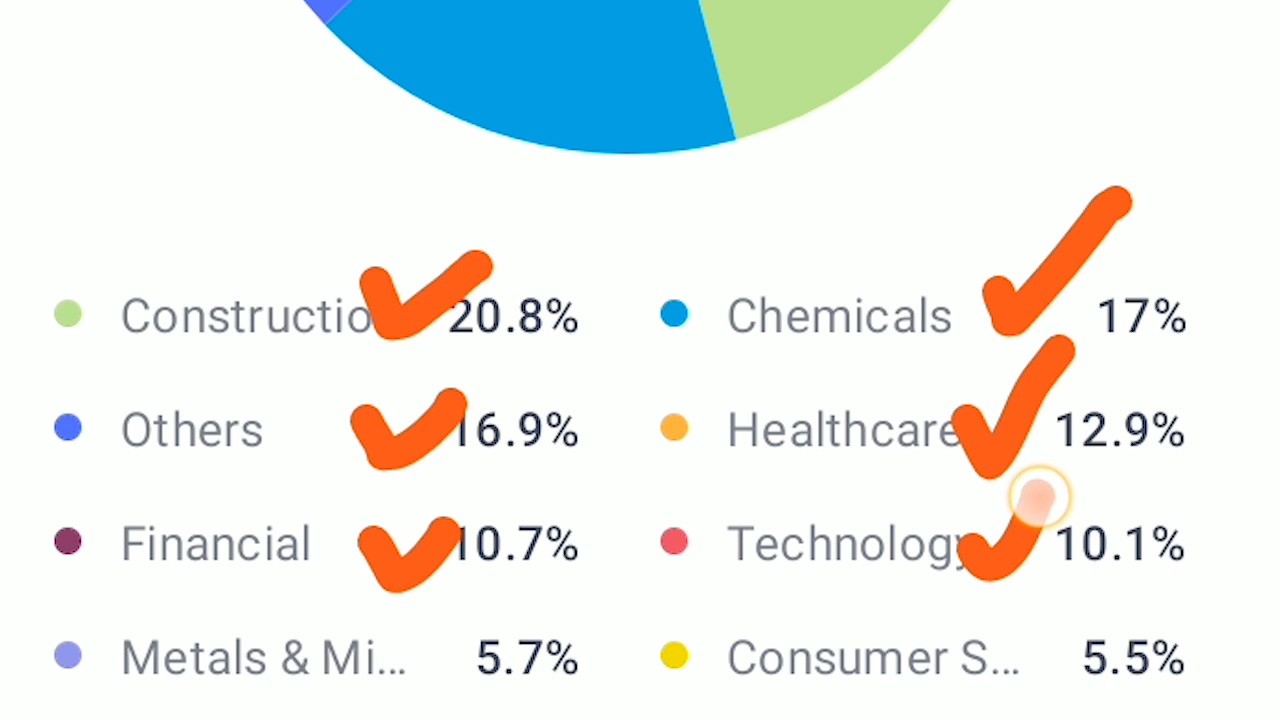 Constructio 20.8% Chemicals 17%
Others 16.9% Healthcare 12.9%
Financial 10.7% Technology 10.1%
Metals & Mi... 5.7% Consumer S... 5.5%